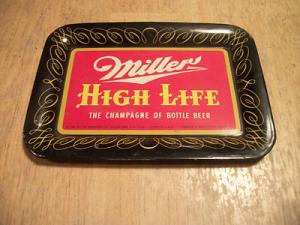 Miller
HIGH LIFE
THE CHAMPAGNE OF BOTTLE BEER